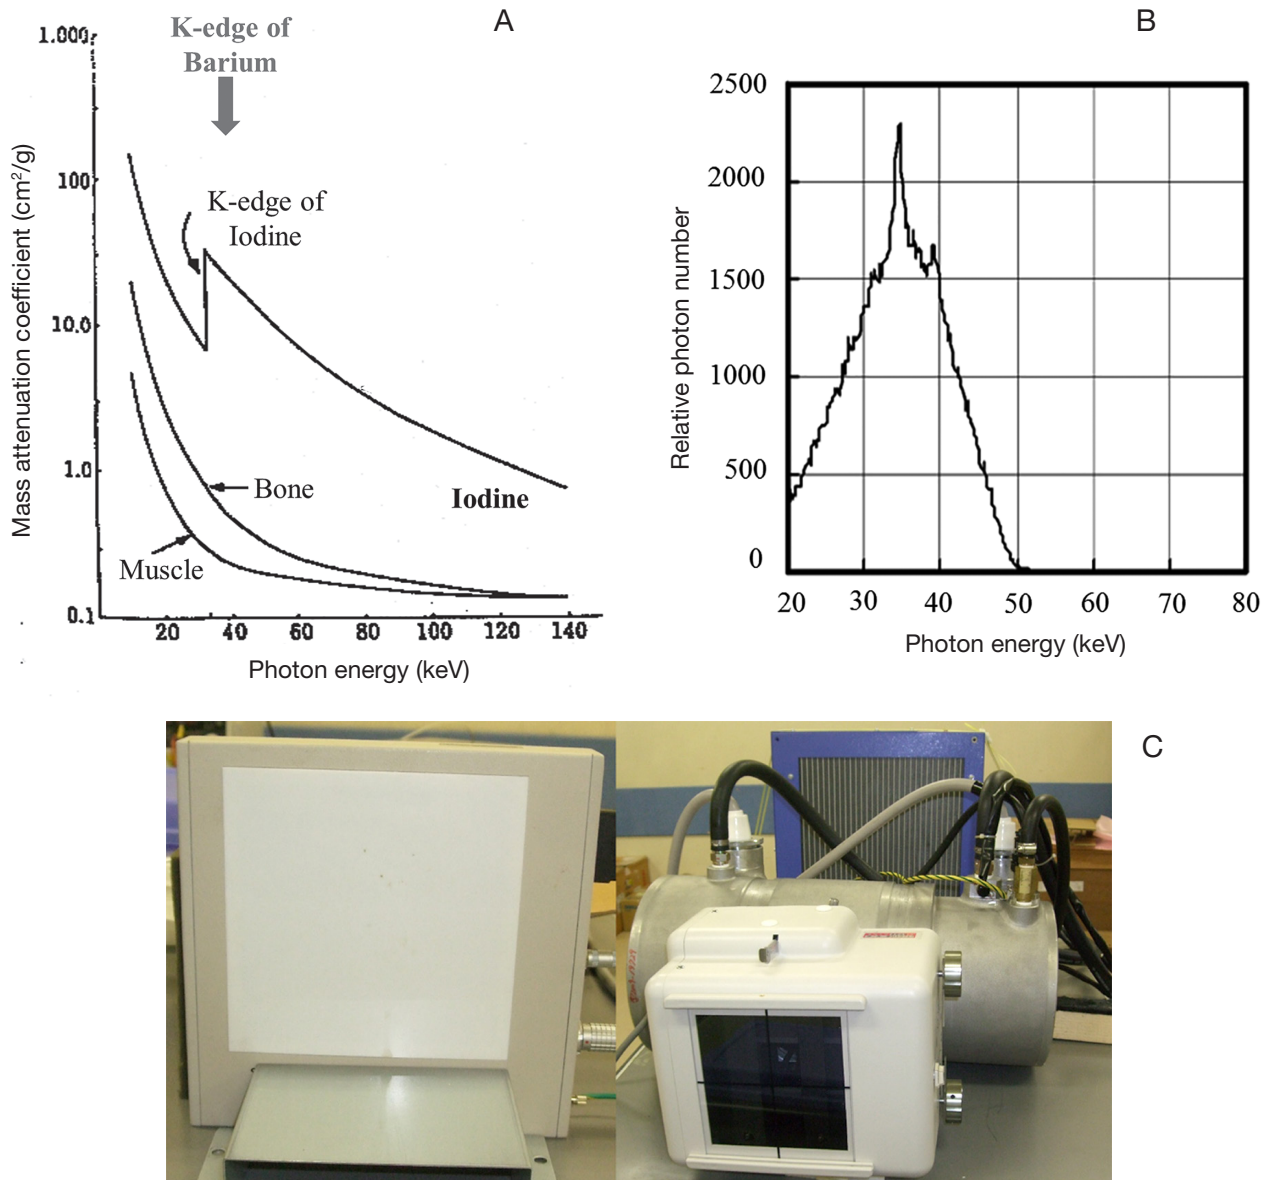 A
K-edge of
Barium
1.000
100
10.0
1.0
0.1
Mass attenuation coefficient (cm²/g)
K-edge of
Iodine
Bone
Muscle
Iodine
20 40 60 80 100 120 140
Photon energy (keV)
B
2500
2000
1500
1000
500
0
Relative photon number
20 30 40 50 60 70 80
Photon energy (keV)
C